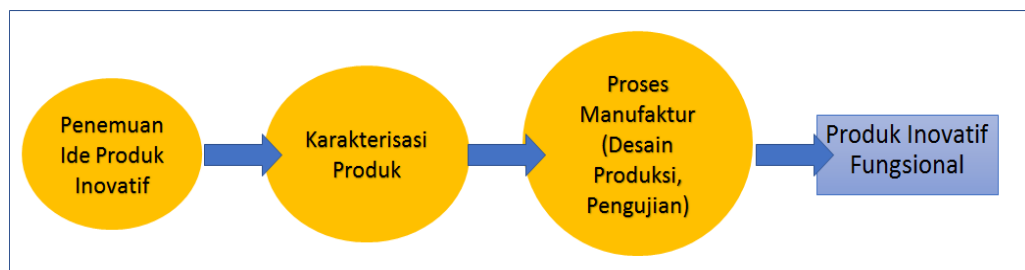 Penemuan
Ide Produk
Inovatif
Karakterisasi
Produk
Proses
Manufaktur
(Desain
Produksi,
Pengujian)
Produk Inovatif
Fungsional